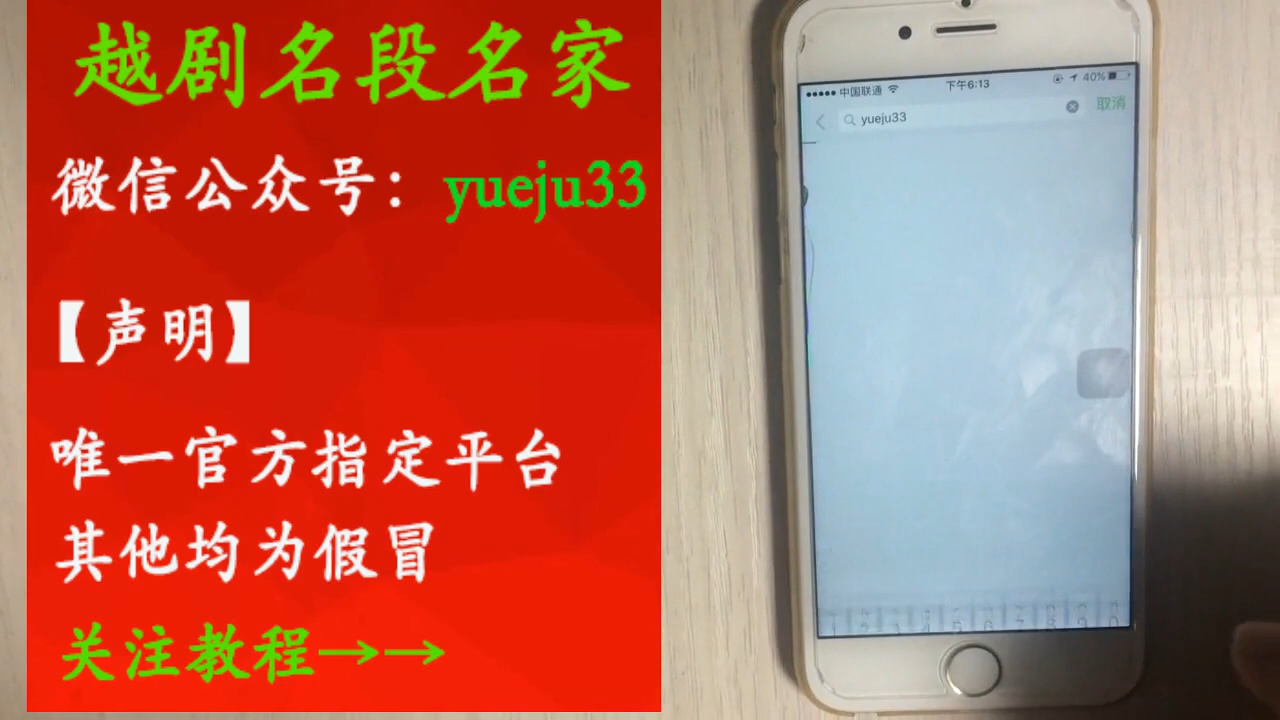 越剧名段名家
微信公众号：yueju33
【声明】
唯一官方指定平台
其他均为假冒
关注教程→→
中国联通
下午6:13
40%
yueju33
取消